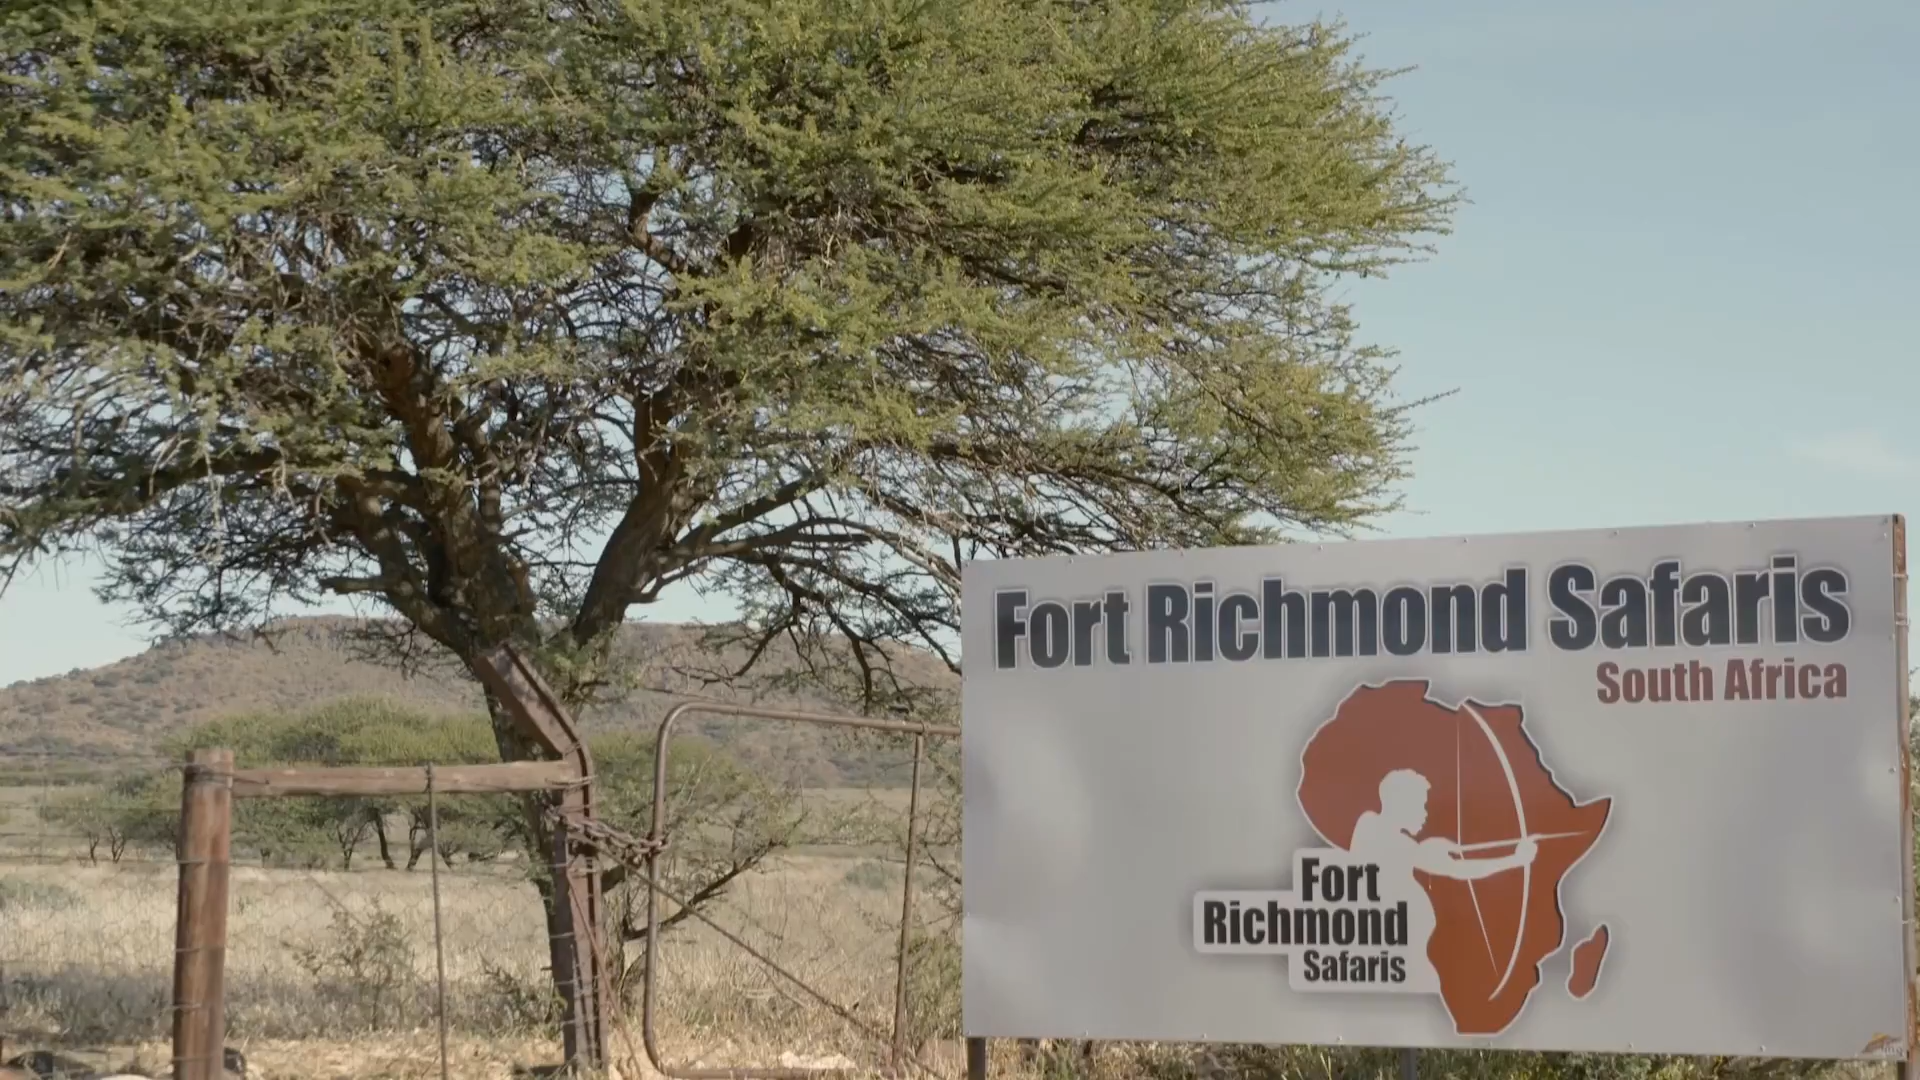 Fort Richmond Safaris
South Africa
Fort
Richmond
Safaris